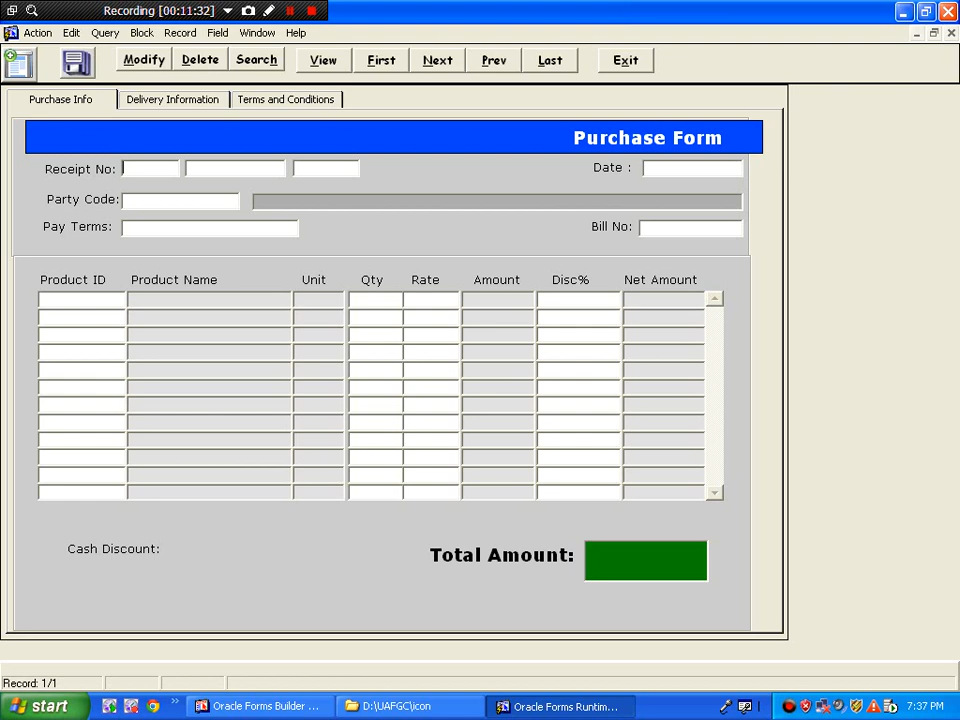 Recording [00:11:32]
Action Edit Query Block Record Field Window Help
Modify Delete Search View First Next Prev Last Exit
Purchase Info Delivery Information Terms and Conditions
Purchase Form
Receipt No: Date :
Party Code:
Pay Terms: Bill No:
Product ID Product Name Unit Qty Rate Amount Disc% Net Amount
Cash Discount: Total Amount:
Record: 1/1
start Oracle Forms Builder ... D:\UAFGC\icon Oracle Forms Runtim... 7:37 PM